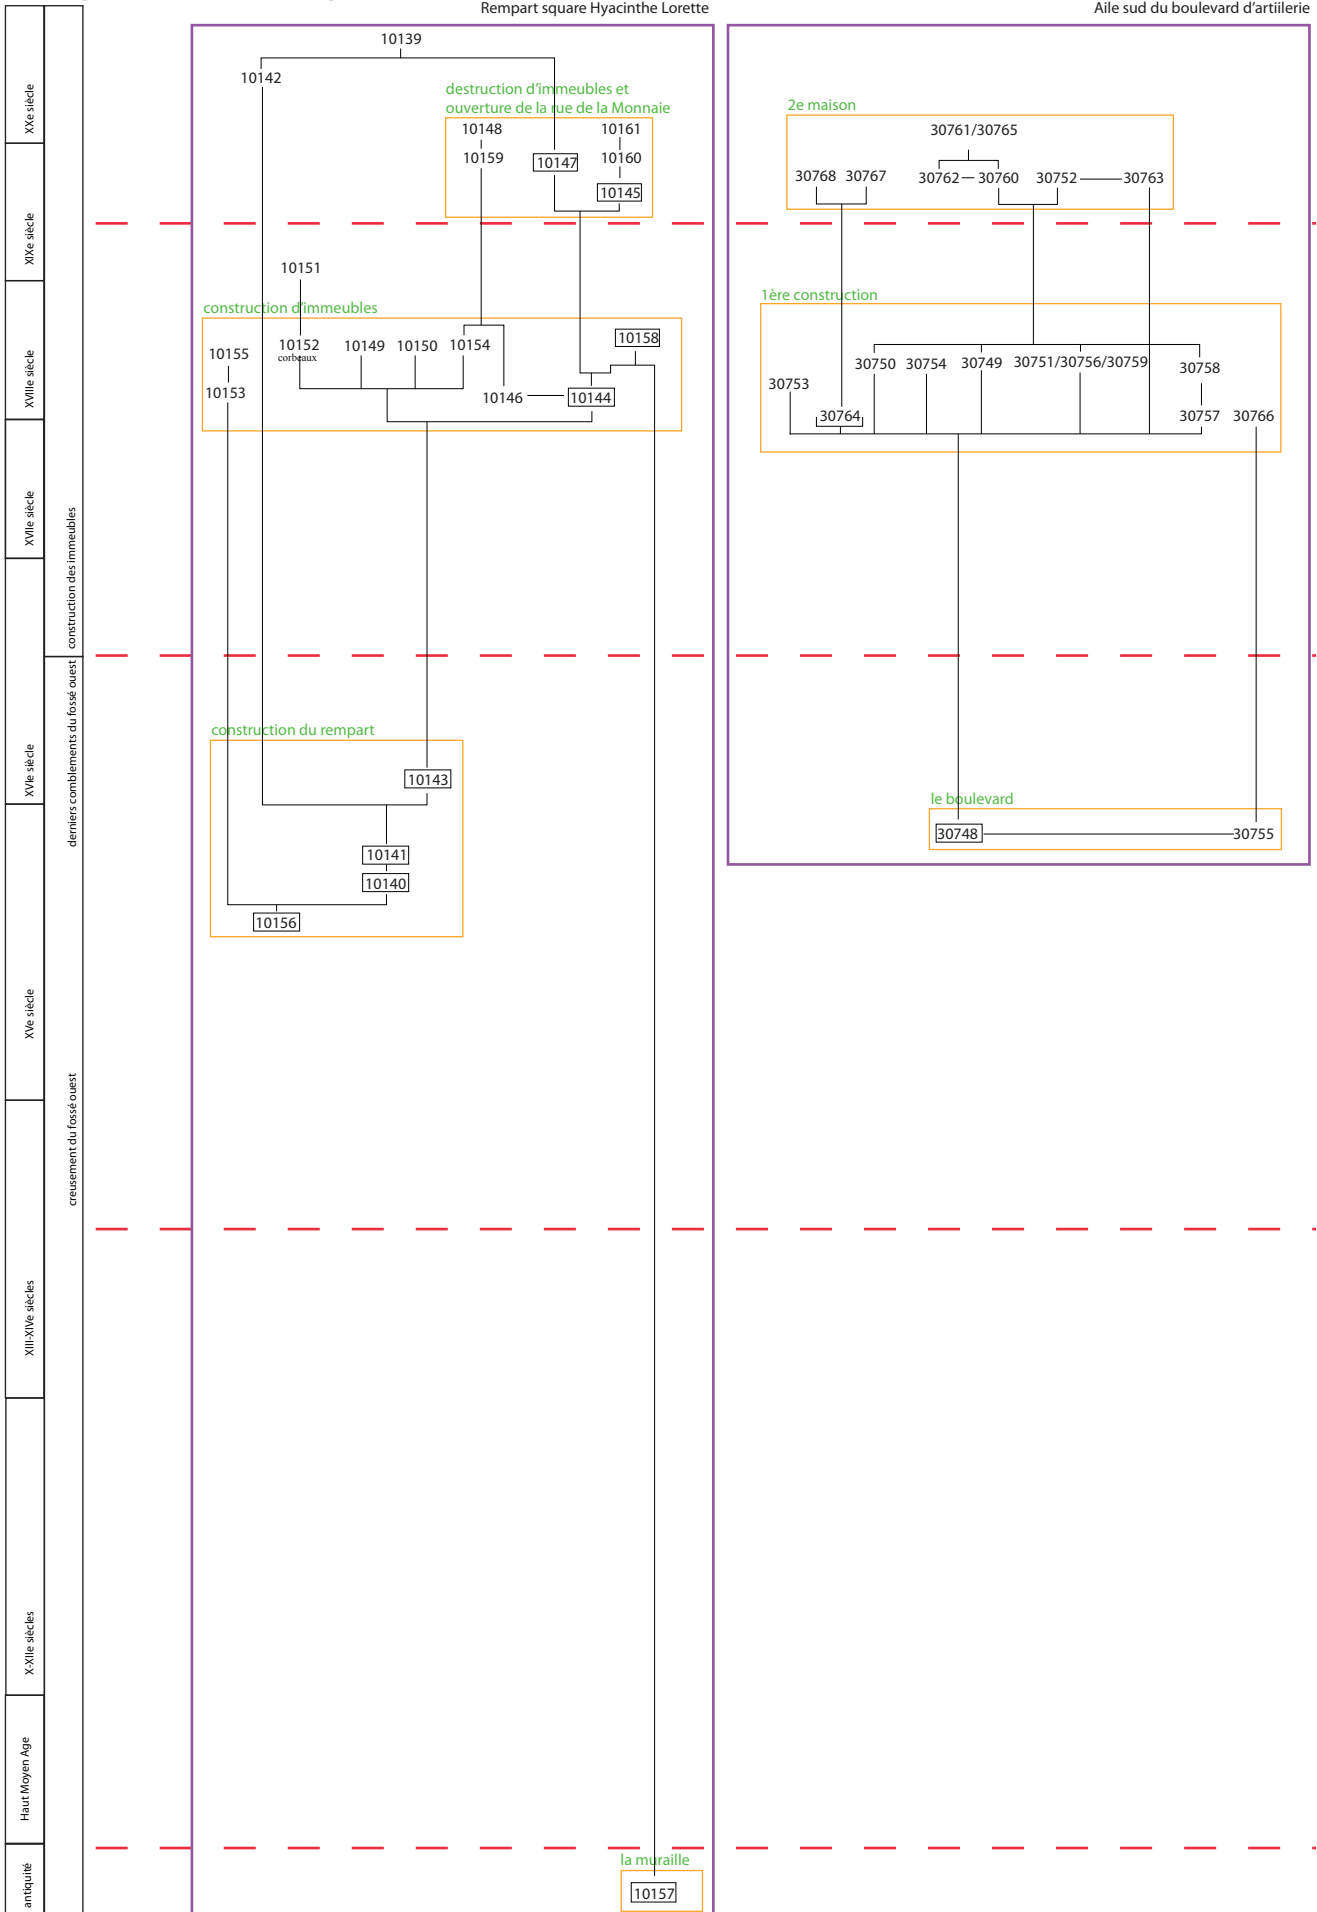 Rempart square Hyacinthe Lorette
Aile sud du boulevard d'artiilerie
XXe siècle
XIXe siècle
XVIIIe siècle
XVIIe siècle
XVIe siècle
XVe siècle
XIII-XIVe siècles
X-XIIe siècles
Haut Moyen Age
antiquité
construction des immeubles
derniers comblements du fossé ouest
creusement du fossé ouest
10139
10142
destruction d'immeubles et
ouverture de la rue de la Monnaie
10148
10161
10159
10147
10160
10145
10151
construction d'immeubles
10158
10155
10152
corbeaux
10149
10150
10154
10153
10146
10144
construction du rempart
10143
10141
10140
10156
la muraille
10157
2e maison
30761/30765
30768
30767
30762
30760
30752
30763
1ère construction
30750
30754
30749
30751/30756/30759
30758
30753
30764
30757
30766
le boulevard
30748
30755